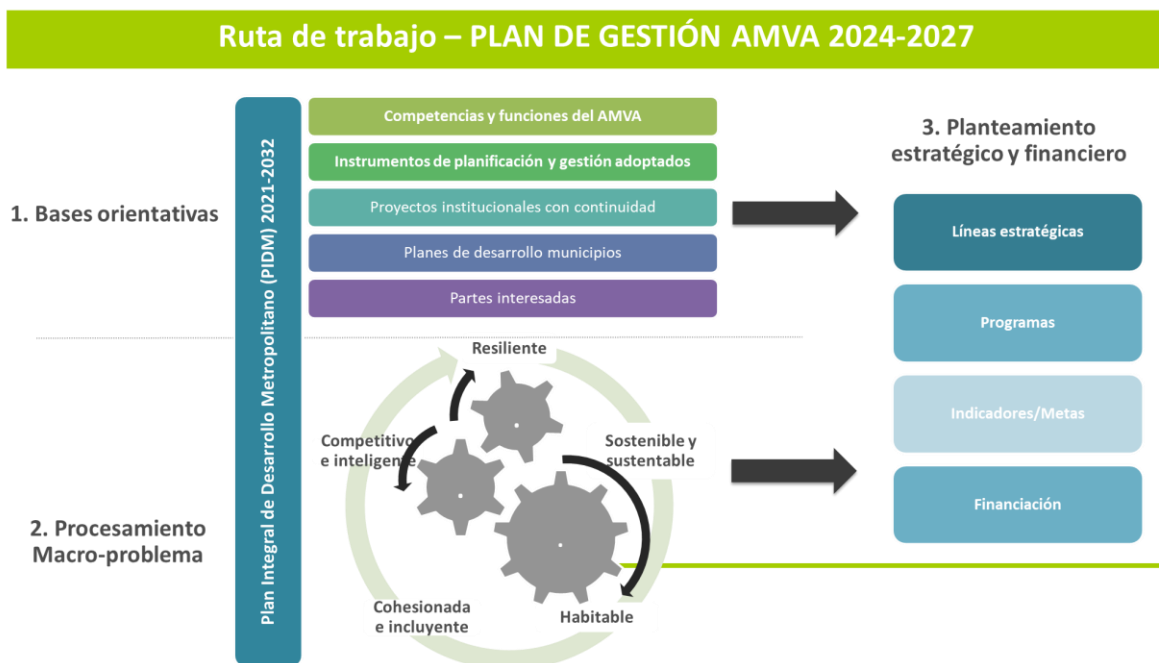 Ruta de trabajo – PLAN DE GESTIÓN AMVA 2024-2027
1. Bases orientativas
Plan Integral de Desarrollo Metropolitano (PIDM) 2021-2032
Competencias y funciones del AMVA
Instrumentos de planificación y gestión adoptados
Proyectos institucionales con continuidad
Planes de desarrollo municipios
Partes interesadas
2. Procesamiento
Macro-problema
Resiliente
Competitivo
e inteligente
Sostenible y
sustentable
Cohesionada
e incluyente
Habitable
3. Planteamiento
estratégico y financiero
Líneas estratégicas
Programas
Indicadores/Metas
Financiación